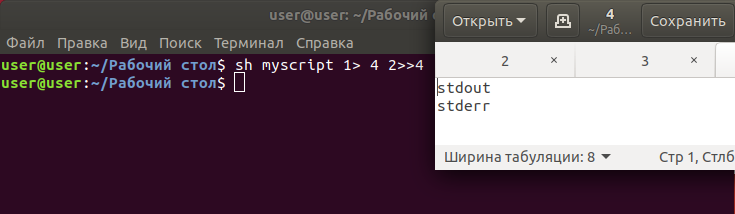 user@user: ~/Рабочий с
Файл Правка Вид Поиск Терминал Справка
user@user:~/Рабочий стол$ sh myscript 1> 4 2>>4
user@user:~/Рабочий стол$
Открыть
4
~/Раб...
Сохранить
2 ×
3 ×
stdout
stderr
Ширина табуляции: 8
Стр 1, Стлб